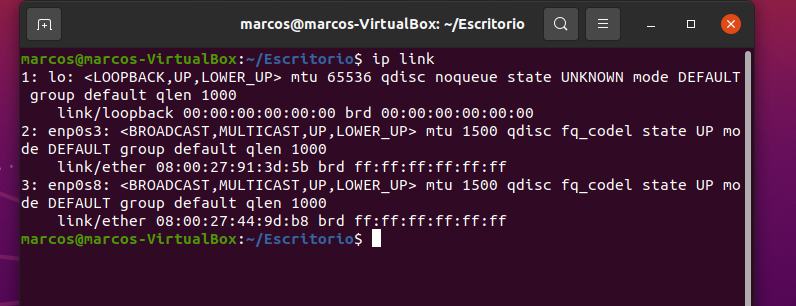 marcos@marcos-VirtualBox: ~/Escritorio
marcos@marcos-VirtualBox:~/Escritorio$ ip link
1: lo: <LOOPBACK,UP,LOWER_UP> mtu 65536 qdisc noqueue state UNKNOWN mode DEFAULT
 group default qlen 1000
    link/loopback 00:00:00:00:00:00 brd 00:00:00:00:00:00
2: enp0s3: <BROADCAST,MULTICAST,UP,LOWER_UP> mtu 1500 qdisc fq_codel state UP mo
de DEFAULT group default qlen 1000
    link/ether 08:00:27:91:3d:5b brd ff:ff:ff:ff:ff:ff
3: enp0s8: <BROADCAST,MULTICAST,UP,LOWER_UP> mtu 1500 qdisc fq_codel state UP mo
de DEFAULT group default qlen 1000
    link/ether 08:00:27:44:9d:b8 brd ff:ff:ff:ff:ff:ff
marcos@marcos-VirtualBox:~/Escritorio$